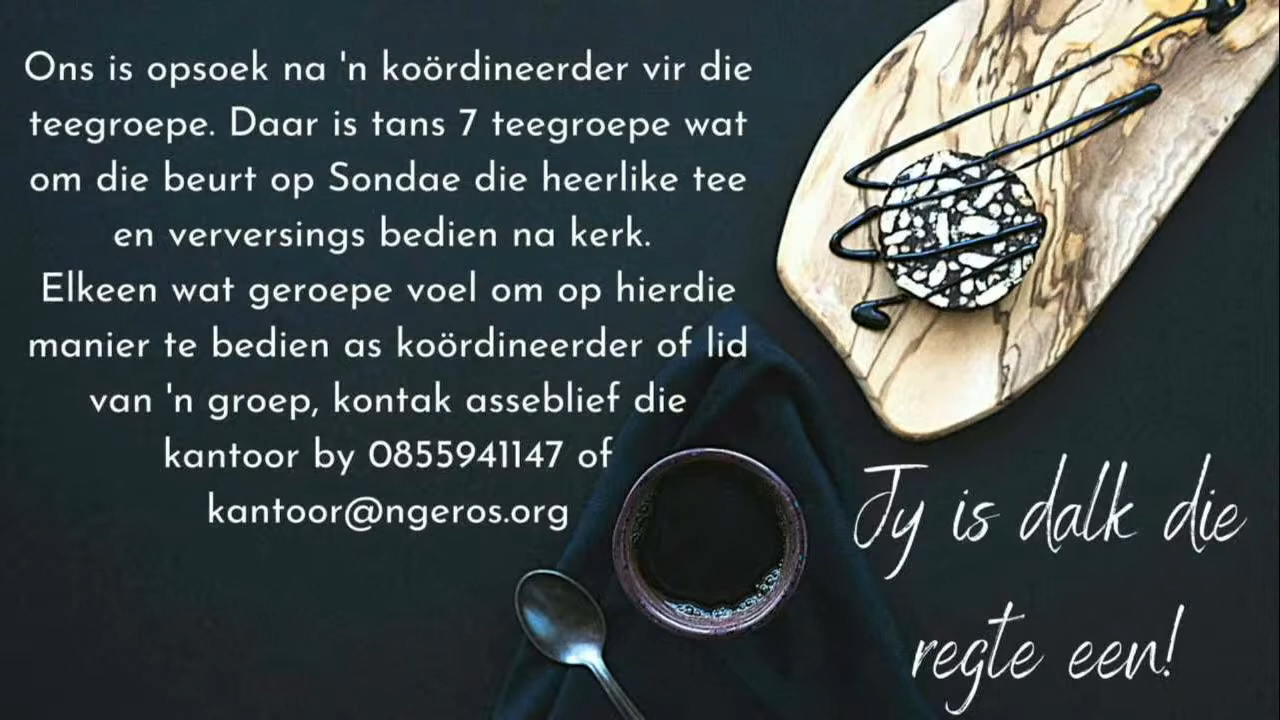 Ons is opsoek na 'n koördineerder vir die
teegroepe. Daar is tans 7 teegroepe wat
om die beurt op Sondae die heerlike tee
en verversings bedien na kerk.
Elkeen wat geroepe voel om op hierdie
manier te bedien as koördineerder of lid
van 'n groep, kontak asseblief die
kantoor by 0855941147 of
kantoor@ngeros.org
Jy is dalk die
regte een!